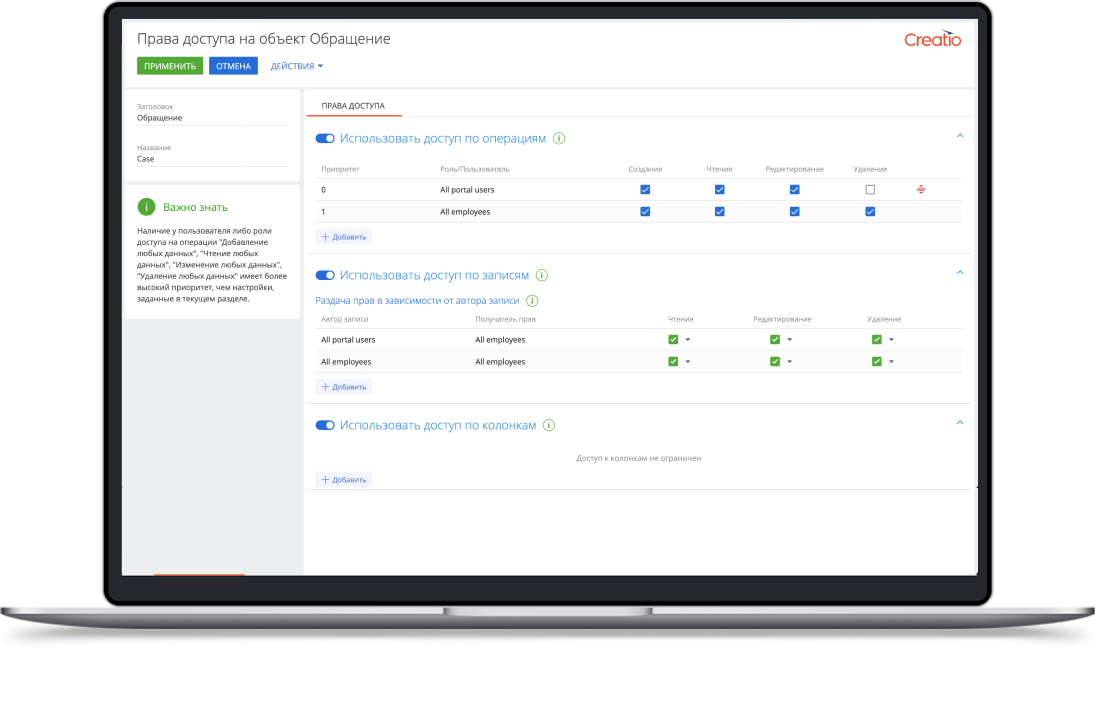 Права доступа на объект Обращение
Creatio
ПРИМЕНИТЬ ОТМЕНА ДЕЙСТВИЯ
Заголовок
Обращение
Название
Case
i Важно знать
Наличие у пользователя либо роли
доступа на операции "Добавление
любых данных", "Чтение любых
данных", "Изменение любых данных",
"Удаление любых данных" имеет более
высокий приоритет, чем настройки,
заданные в текущем разделе.
ПРАВА ДОСТУПА
Использовать доступ по операциям i
Приоритет Роль/Пользователь Создание Чтение Редактирование Удаление
0 All portal users
1 All employees
+ Добавить
Использовать доступ по записям i
Раздача прав в зависимости от автора записи i
Автор записи Получатель прав Чтение Редактирование Удаление
All portal users All employees
All employees All employees
+ Добавить
Использовать доступ по колонкам i
Доступ к колонкам не ограничен
+ Добавить